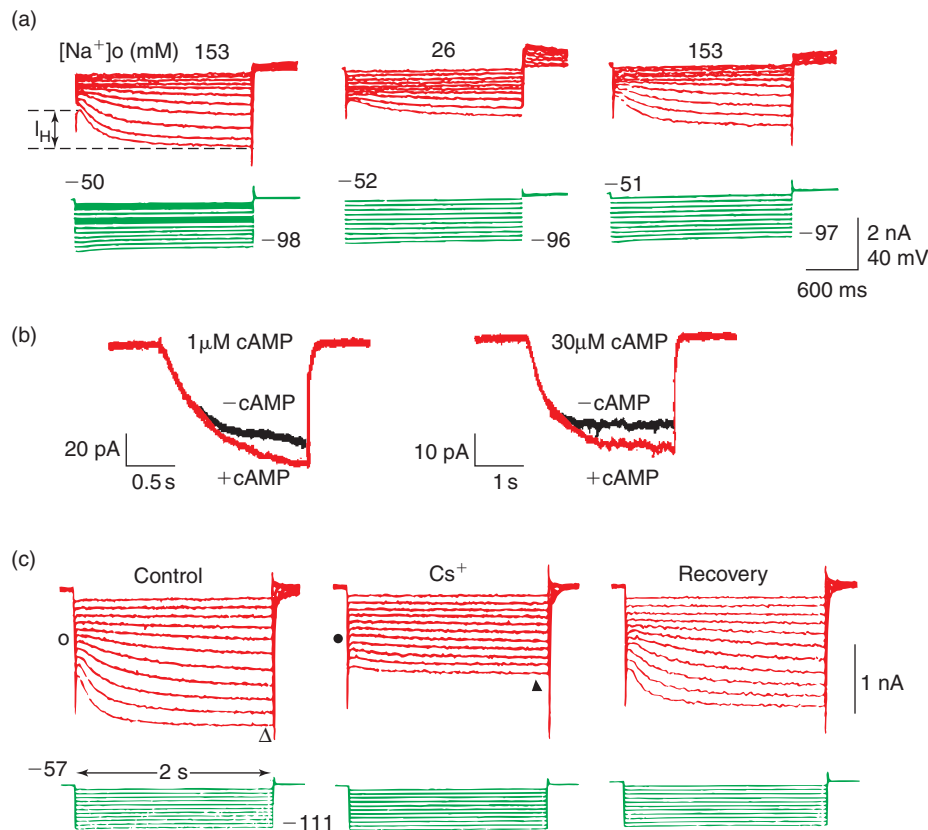 (a)
[Na⁺]o (mM) 153 26 153
I_H
−50 −52 −51
−98 −96 −97
2 nA
40 mV
600 ms
(b)
1μM cAMP 30μM cAMP
−cAMP −cAMP
20 pA 10 pA
0.5 s +cAMP 1 s +cAMP
(c)
Control Cs⁺ Recovery
1 nA
Δ
−57 2 s
−111